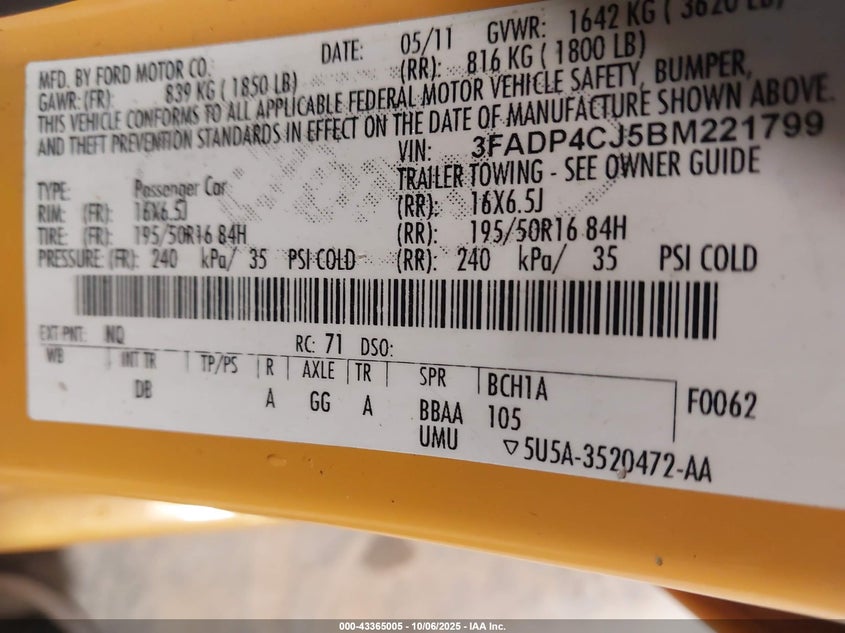 MFD. BY FORD MOTOR CO. DATE: 05/11 GVWR: 1642 KG ( 3620 LB)
GAWR:(FR): 839 KG ( 1850 LB) (RR): 816 KG ( 1800 LB)
THIS VEHICLE CONFORMS TO ALL APPLICABLE FEDERAL MOTOR VEHICLE SAFETY, BUMPER,
AND THEFT PREVENTION STANDARDS IN EFFECT ON THE DATE OF MANUFACTURE SHOWN ABOVE.
VIN: 3FADP4CJ5BM221799
TYPE: Passenger Car TRAILER TOWING - SEE OWNER GUIDE
RIM: (FR): 16X6.5J (RR): 16X6.5J
TIRE: (FR): 195/50R16 84H (RR): 195/50R16 84H
PRESSURE: (FR): 240 kPa/ 35 PSI COLD (RR): 240 kPa/ 35 PSI COLD
EXT PNT: NQ RC: 71 DSO:
WB INT TR TP/PS R AXLE TR SPR BCH1A F0062
DB A GG A BBAA 105
UMU ▽5U5A-3520472-AA
000-43365005 - 10/06/2025 - IAA Inc.